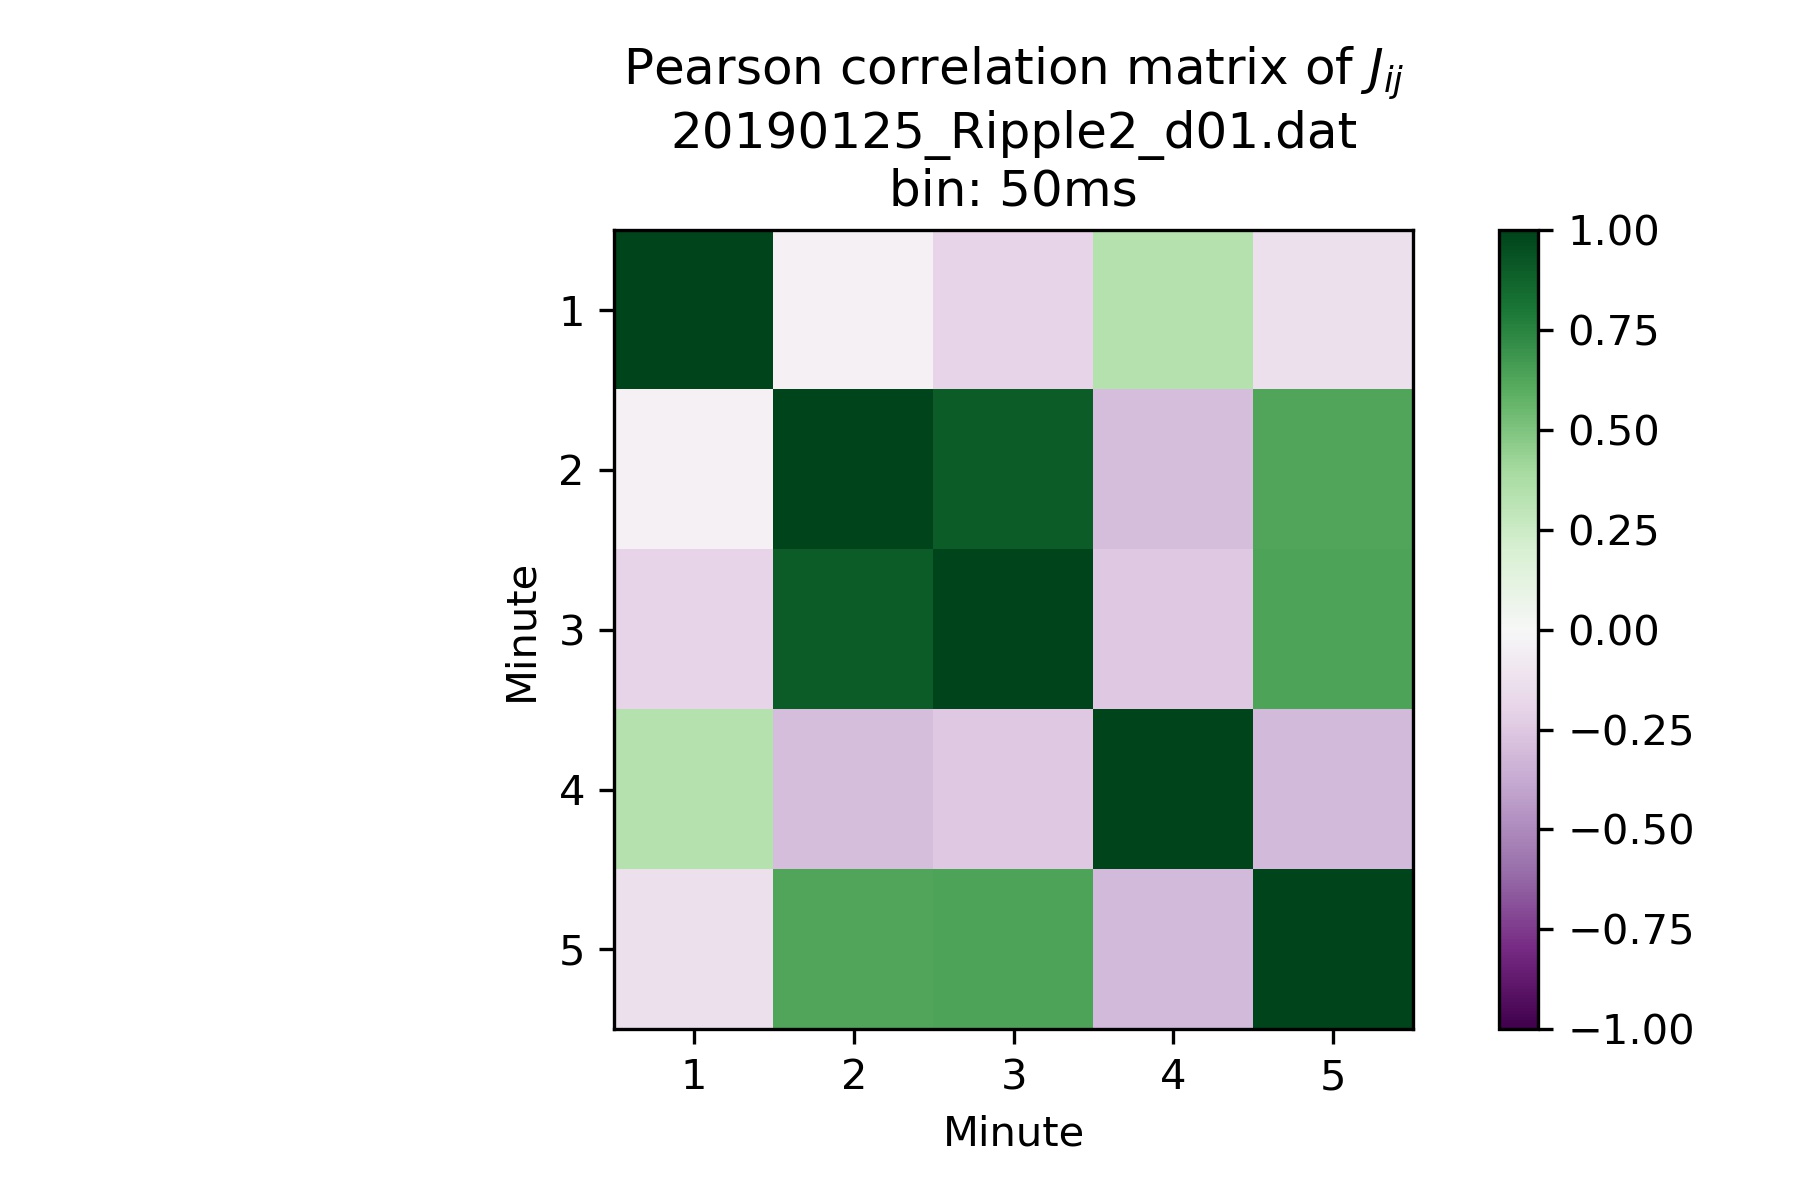 Pearson correlation matrix of J_ij
20190125_Ripple2_d01.dat
bin: 50ms
1
2
3
4
5
Minute
1 2 3 4 5
Minute
1.00
0.75
0.50
0.25
0.00
−0.25
−0.50
−0.75
−1.00